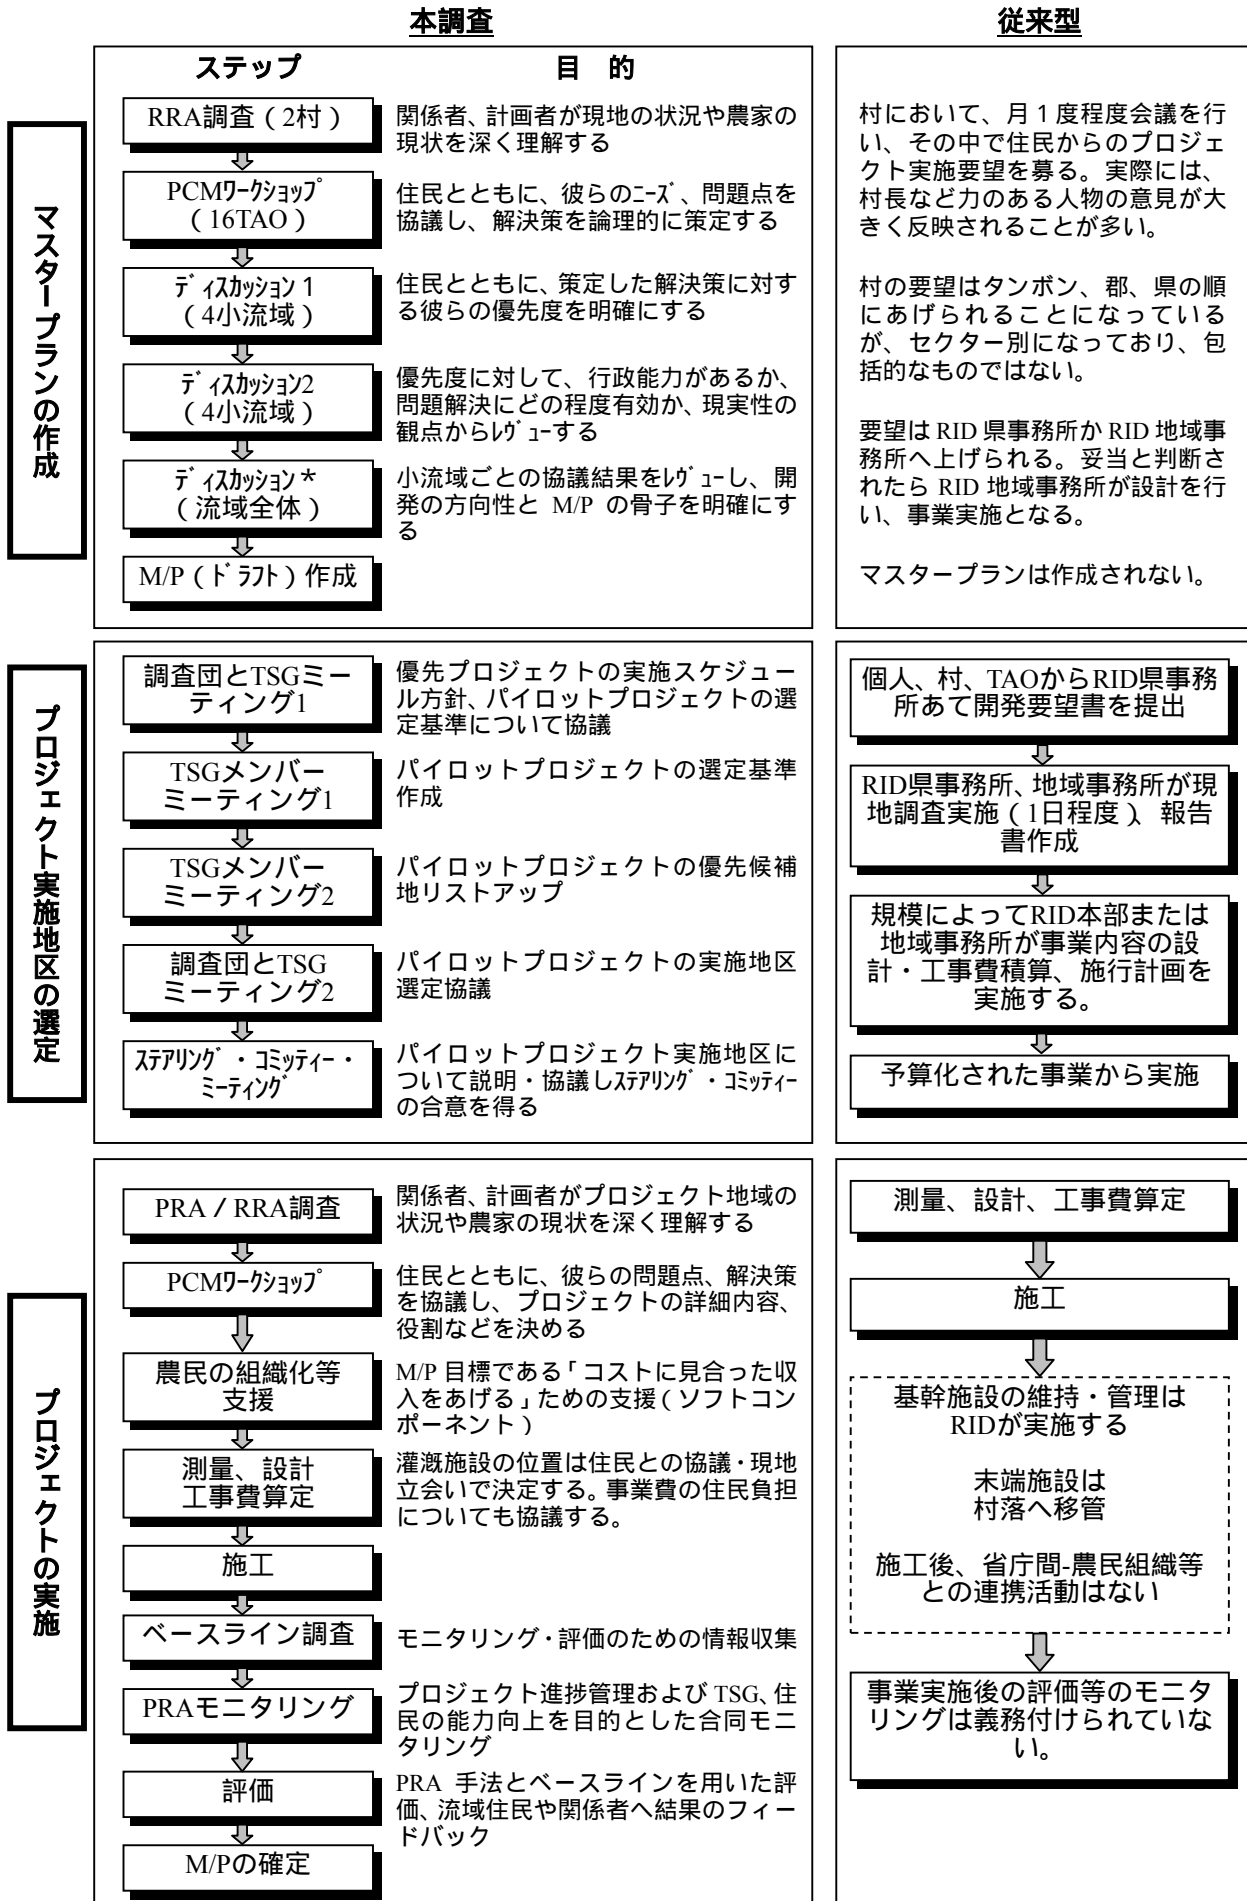 本調査
従来型
マスタープランの作成
ステップ
目 的
RRA調査（2村）
関係者、計画者が現地の状況や農家の
現状を深く理解する
PCMﾜｰｸｼｮｯﾌﾟ
（16TAO）
住民とともに、彼らのﾆｰｽﾞ、問題点を
協議し、解決策を論理的に策定する
ﾃﾞｨｽｶｯｼｮﾝ 1
（4小流域）
住民とともに、策定した解決策に対す
る彼らの優先度を明確にする
ﾃﾞｨｽｶｯｼｮﾝ2
（4小流域）
優先度に対して、行政能力があるか、
問題解決にどの程度有効か、現実性の
観点からﾚｳﾞｭｰする
ﾃﾞｨｽｶｯｼｮﾝ＊
（流域全体）
小流域ごとの協議結果をﾚｳﾞｭｰし、開
発の方向性と M/P の骨子を明確にす
る
M/P（ﾄﾞﾗﾌﾄ）作成
村において、月１度程度会議を行
い、その中で住民からのプロジェ
クト実施要望を募る。実際には、
村長など力のある人物の意見が大
きく反映されることが多い。
村の要望はタンボン、郡、県の順
にあげられることになっている
が、セクター別になっており、包
括的なものではない。
要望は RID 県事務所か RID 地域事
務所へ上げられる。妥当と判断さ
れたら RID 地域事務所が設計を行
い、事業実施となる。
マスタープランは作成されない。
プロジェクト実施地区の選定
調査団とTSGミー
ティング1
優先プロジェクトの実施スケジュー
ル方針、パイロットプロジェクトの選
定基準について協議
TSGメンバー
ミーティング1
パイロットプロジェクトの選定基準
作成
TSGメンバー
ミーティング2
パイロットプロジェクトの優先候補
地リストアップ
調査団とTSG
ミーティング2
パイロットプロジェクトの実施地区
選定協議
ｽﾃｱﾘﾝｸﾞ・ｺﾐｯﾃｨｰ・
ﾐｰﾃｨﾝｸﾞ
パイロットプロジェクト実施地区に
ついて説明・協議しｽﾃｱﾘﾝｸﾞ・ｺﾐｯﾃｨｰ
の合意を得る
個人、村、TAOからRID県事務
所あて開発要望書を提出
RID県事務所、地域事務所が現
地調査実施（1日程度）、報告
書作成
規模によってRID本部または
地域事務所が事業内容の設
計・工事費積算、施行計画を
実施する。
予算化された事業から実施
プロジェクトの実施
PRA／RRA調査
関係者、計画者がプロジェクト地域の
状況や農家の現状を深く理解する
PCMﾜｰｸｼｮｯﾌﾟ
住民とともに、彼らの問題点、解決策
を協議し、プロジェクトの詳細内容、
役割などを決める
農民の組織化等
支援
M/P 目標である「コストに見合った収
入をあげる」ための支援（ソフトコン
ポーネント）
測量、設計
工事費算定
灌漑施設の位置は住民との協議・現地
立会いで決定する。事業費の住民負担
についても協議する。
施工
ベースライン調査
モニタリング・評価のための情報収集
PRAモニタリング
プロジェクト進捗管理および TSG、住
民の能力向上を目的とした合同モニ
タリング
評価
PRA 手法とベースラインを用いた評
価、流域住民や関係者へ結果のフィー
ドバック
M/Pの確定
測量、設計、工事費算定
施工
基幹施設の維持・管理は
RIDが実施する
末端施設は
村落へ移管
施工後、省庁間-農民組織等
との連携活動はない
事業実施後の評価等のモニタ
リングは義務付けられていな
い。